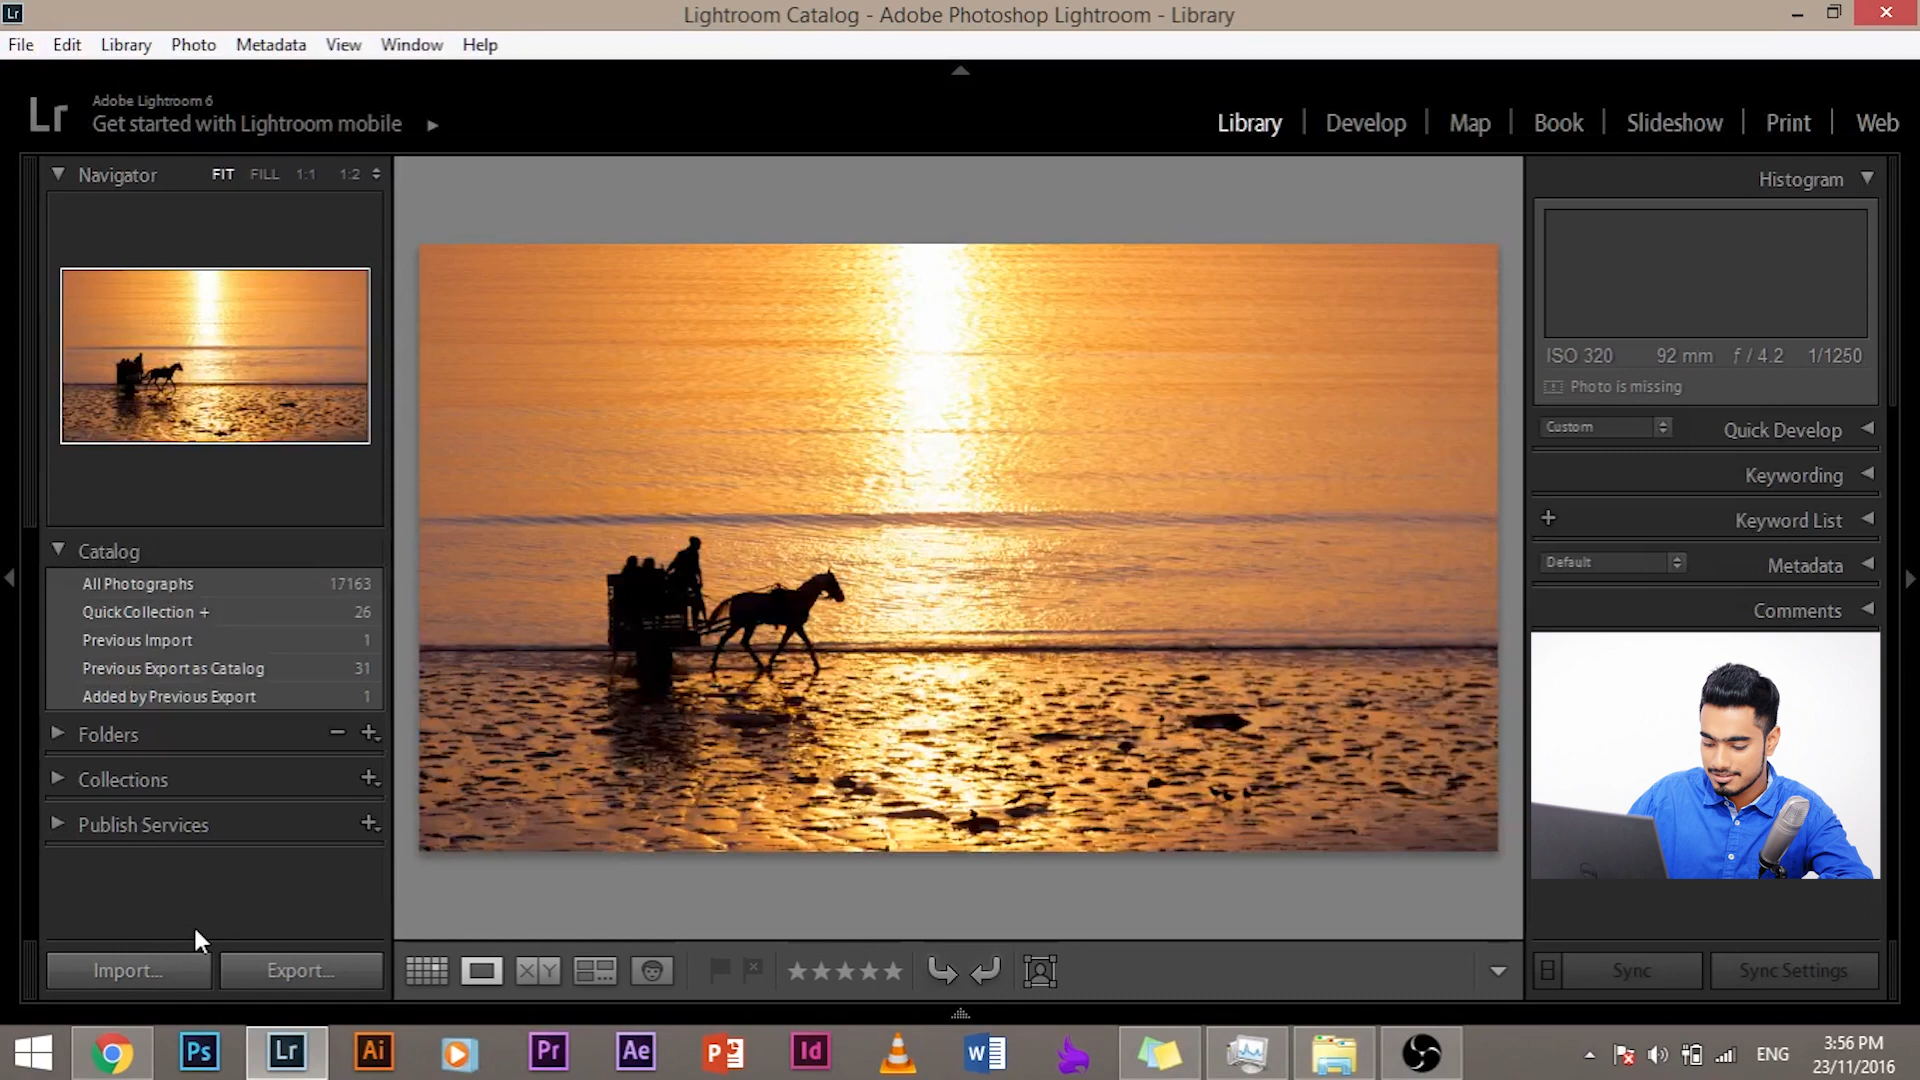 Lr
Lightroom Catalog - Adobe Photoshop Lightroom - Library
File Edit Library Photo Metadata View Window Help
Lr
Adobe Lightroom 6
Get started with Lightroom mobile
Library Develop Map Book Slideshow Print Web
Navigator FIT FILL 1:1 1:2
Catalog
All Photographs 17163
Quick Collection + 26
Previous Import 1
Previous Export as Catalog 31
Added by Previous Export 1
Folders
Collections
Publish Services
Import...
Export...
XY
Histogram
ISO 320 92 mm ƒ / 4.2 1/1250
Photo is missing
Custom Quick Develop
Keywording
Keyword List
Default Metadata
Comments
Sync
Sync Settings
Ps
Lr
Ai
Pr
Ae
P
Id
W
ENG
3:56 PM
23/11/2016